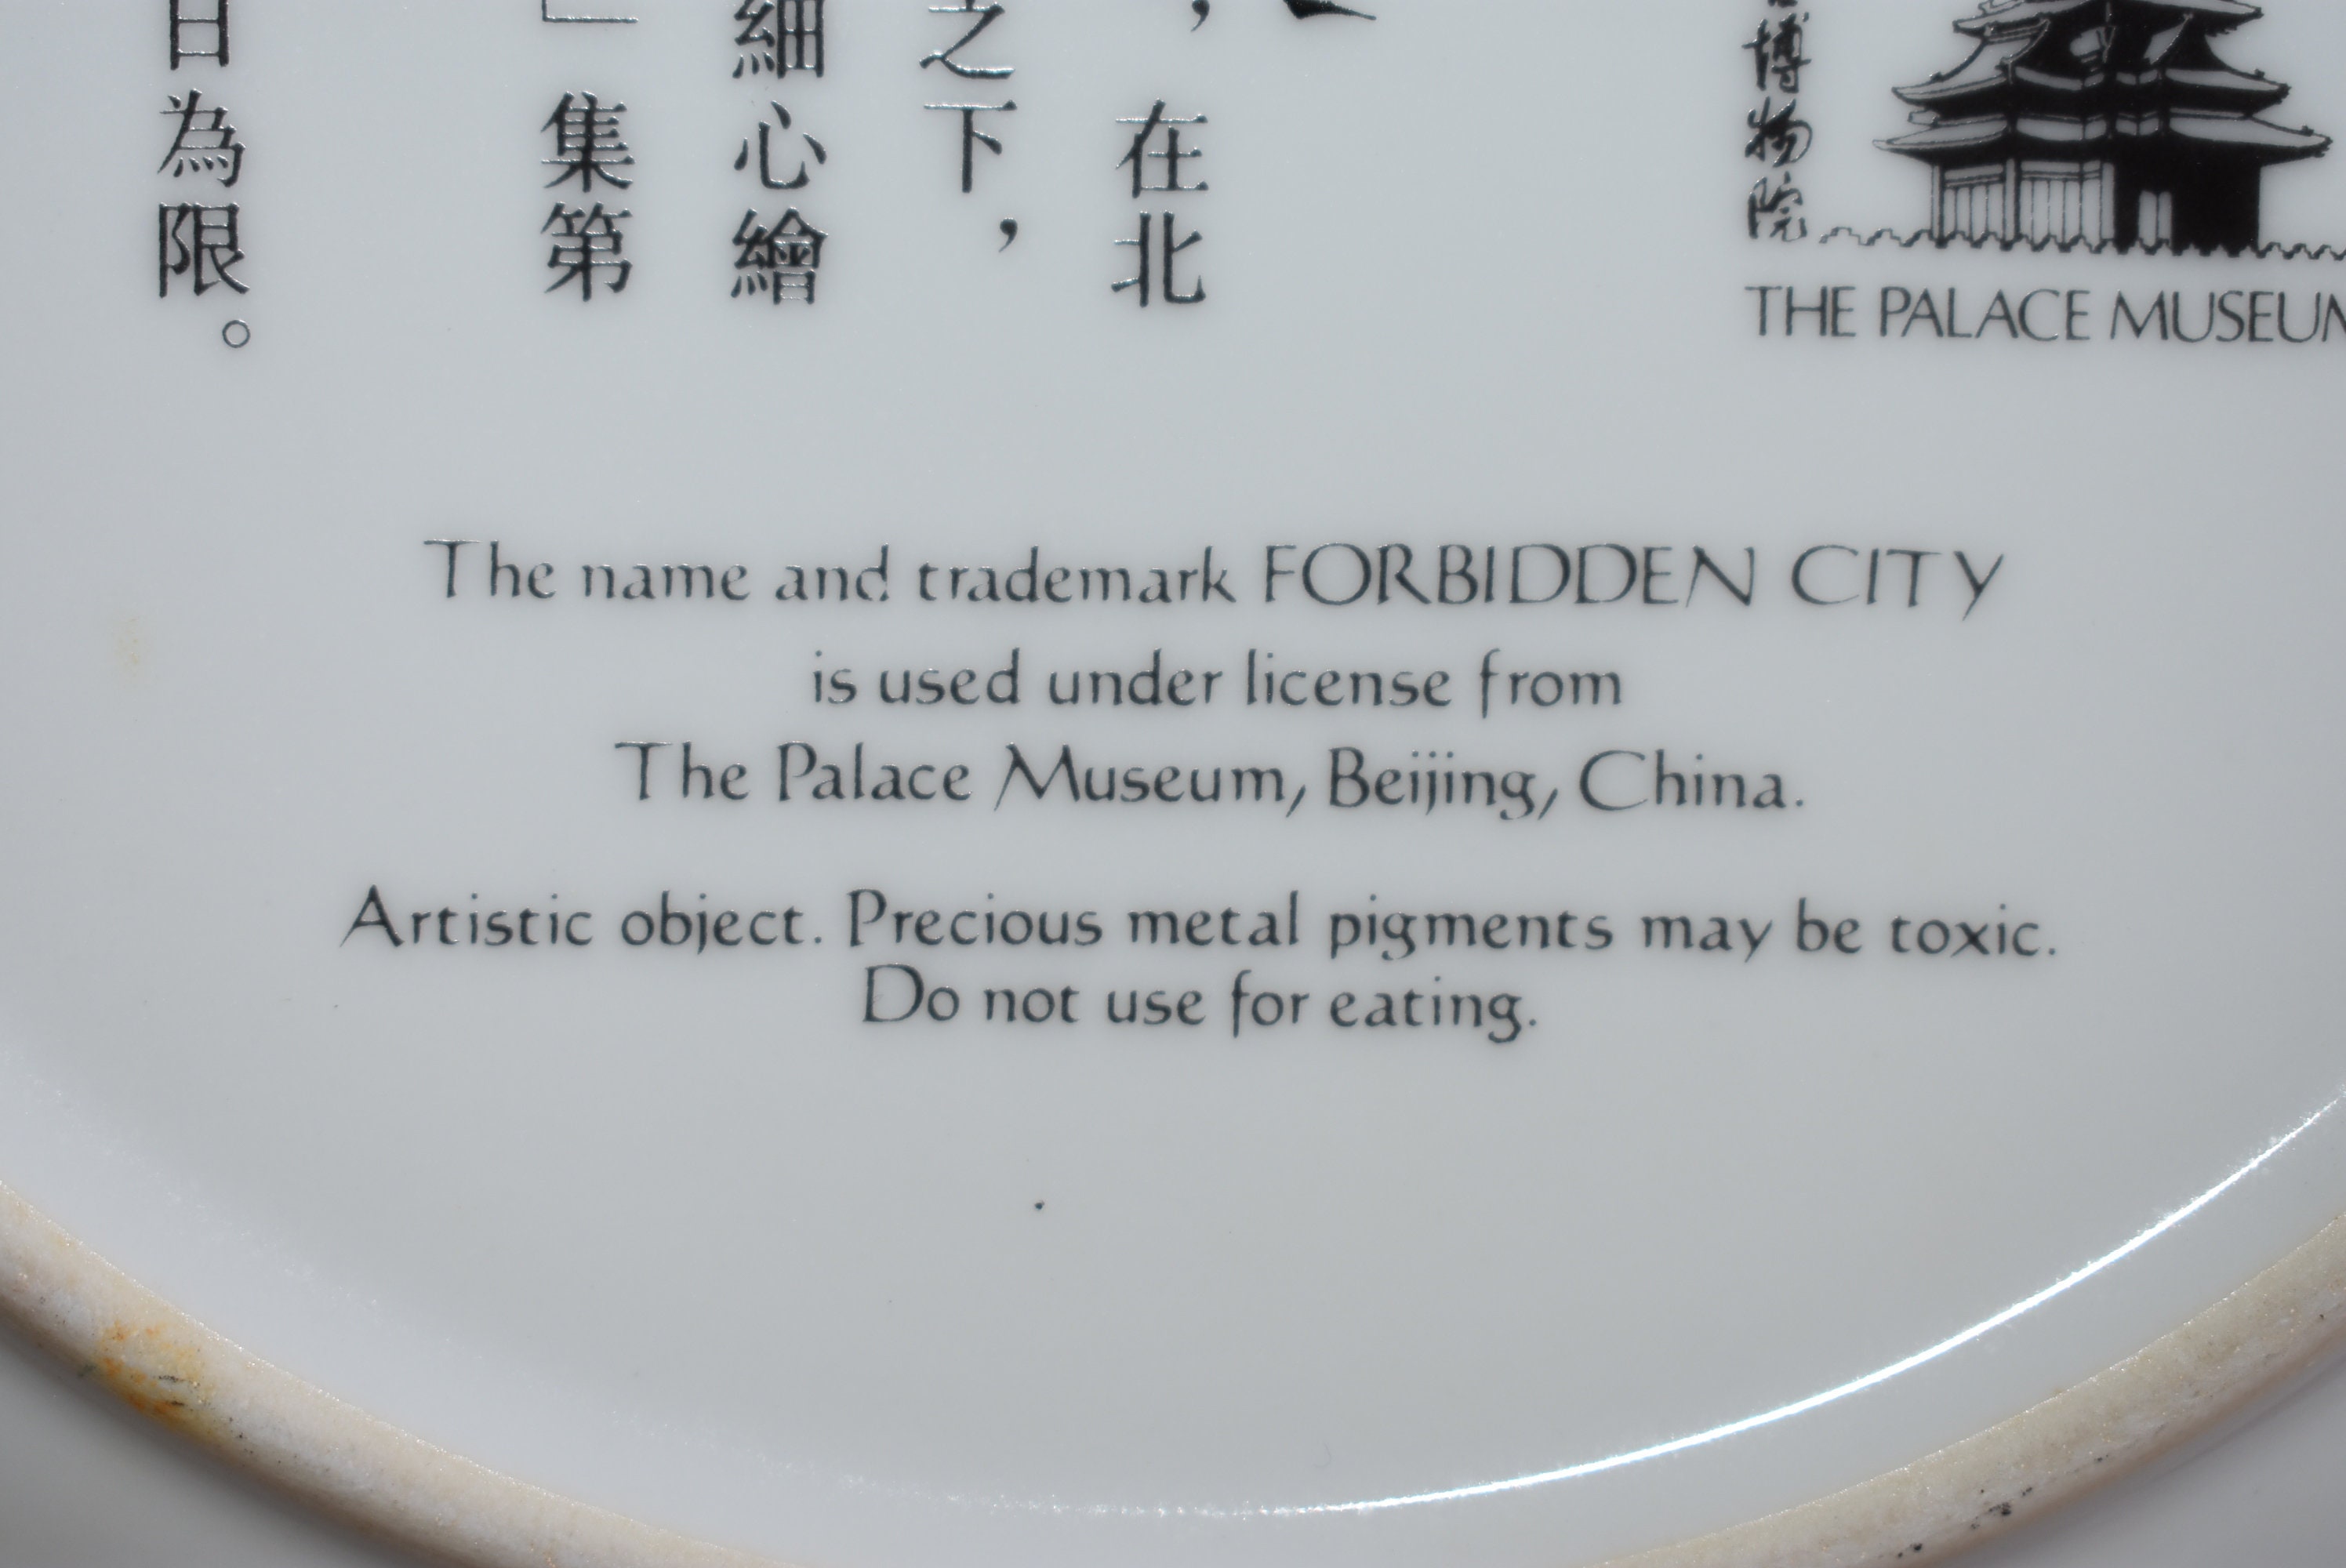 ，在北
之下，
細心繪
」集第
日為限。
博物院
THE PALACE MUSEUM
The name and trademark FORBIDDEN CITY
is used under license from
The Palace Museum, Beijing, China.
Artistic object. Precious metal pigments may be toxic.
Do not use for eating.